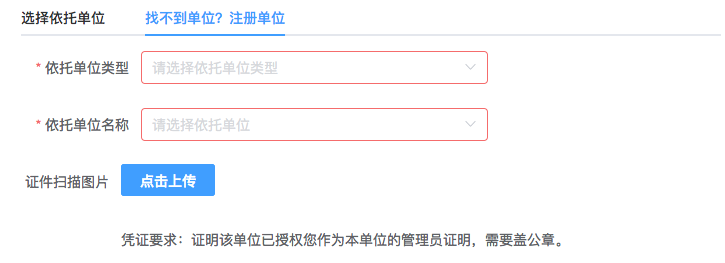 选择依托单位 找不到单位？注册单位
* 依托单位类型 请选择依托单位类型
* 依托单位名称 请选择依托单位
证件扫描图片 点击上传
凭证要求：证明该单位已授权您作为本单位的管理员证明，需要盖公章。